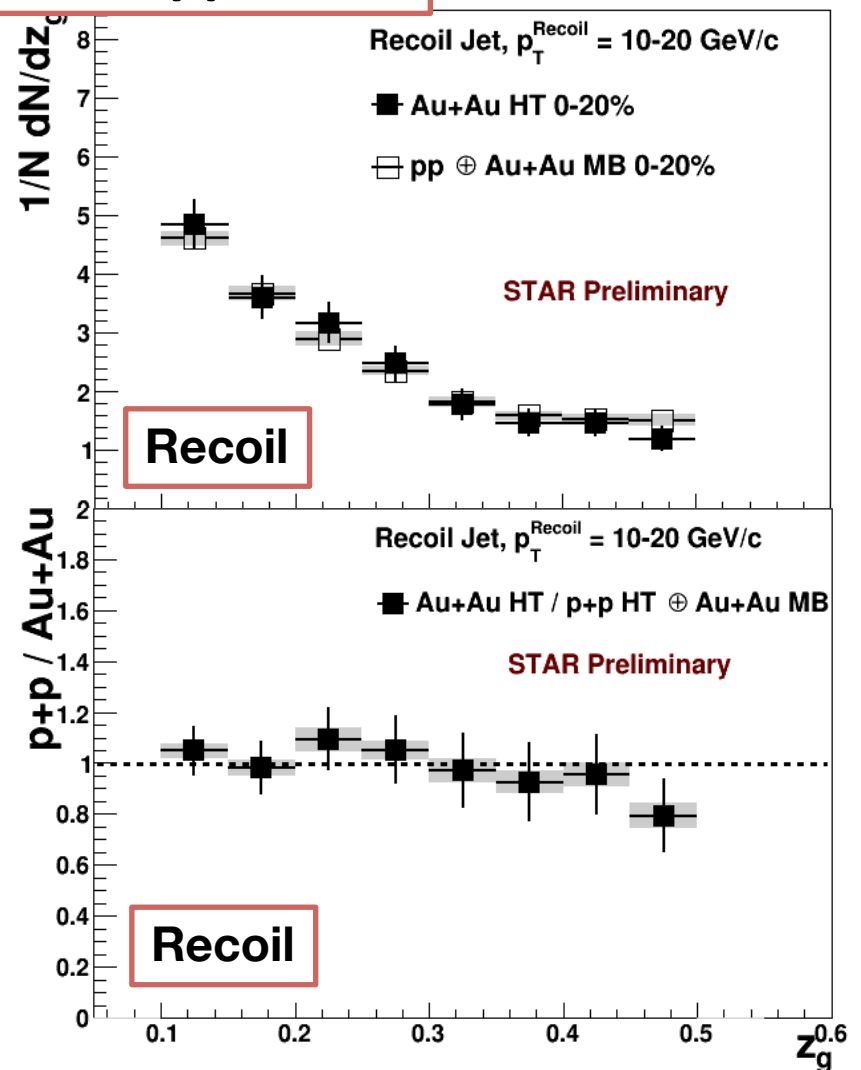 1/N dN/dz_g
8
7
6
5
4
3
2
1
0
Recoil Jet, p_T^Recoil = 10-20 GeV/c
Au+Au HT 0-20%
pp ⊕ Au+Au MB 0-20%
STAR Preliminary
Recoil
p+p / Au+Au
2
1.8
1.6
1.4
1.2
1
0.8
0.6
0.4
0.2
0
Recoil Jet, p_T^Recoil = 10-20 GeV/c
Au+Au HT / p+p HT ⊕ Au+Au MB
STAR Preliminary
Recoil
0.1 0.2 0.3 0.4 0.5 0.6
z_g